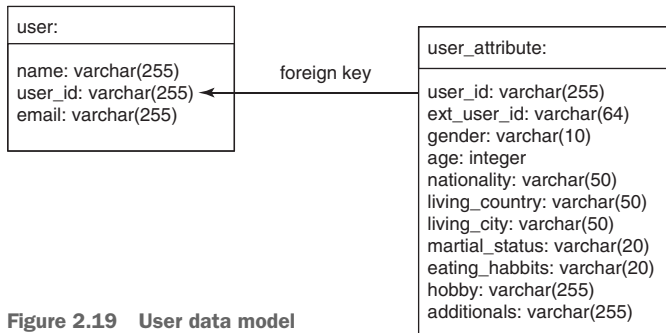 user:
name: varchar(255)
user_id: varchar(255)
email: varchar(255)
foreign key
user_attribute:
user_id: varchar(255)
ext_user_id: varchar(64)
gender: varchar(10)
age: integer
nationality: varchar(50)
living_country: varchar(50)
living_city: varchar(50)
martial_status: varchar(20)
eating_habbits: varchar(20)
hobby: varchar(255)
additionals: varchar(255)
Figure 2.19 User data model